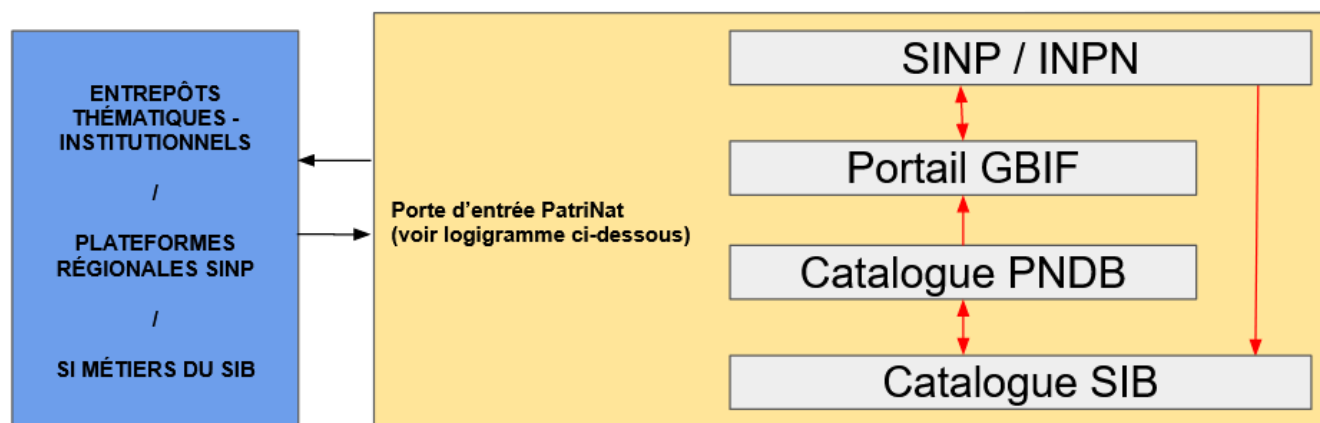 ENTREPÔTS
THÉMATIQUES -
INSTITUTIONNELS
/
PLATEFORMES
RÉGIONALES SINP
/
SI MÉTIERS DU SIB
Porte d'entrée PatriNat
(voir logigramme ci-dessous)
SINP / INPN
Portail GBIF
Catalogue PNDB
Catalogue SIB